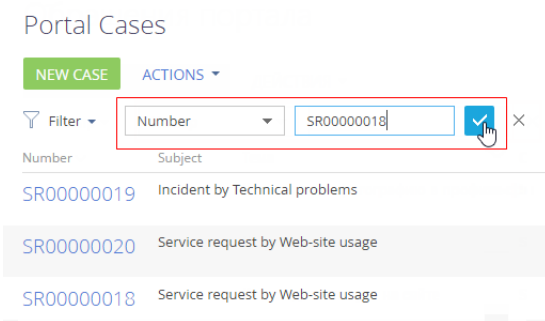 Portal Cases
NEW CASE ACTIONS
Filter Number SR00000018
Number Subject
SR00000019 Incident by Technical problems
SR00000020 Service request by Web-site usage
SR00000018 Service request by Web-site usage